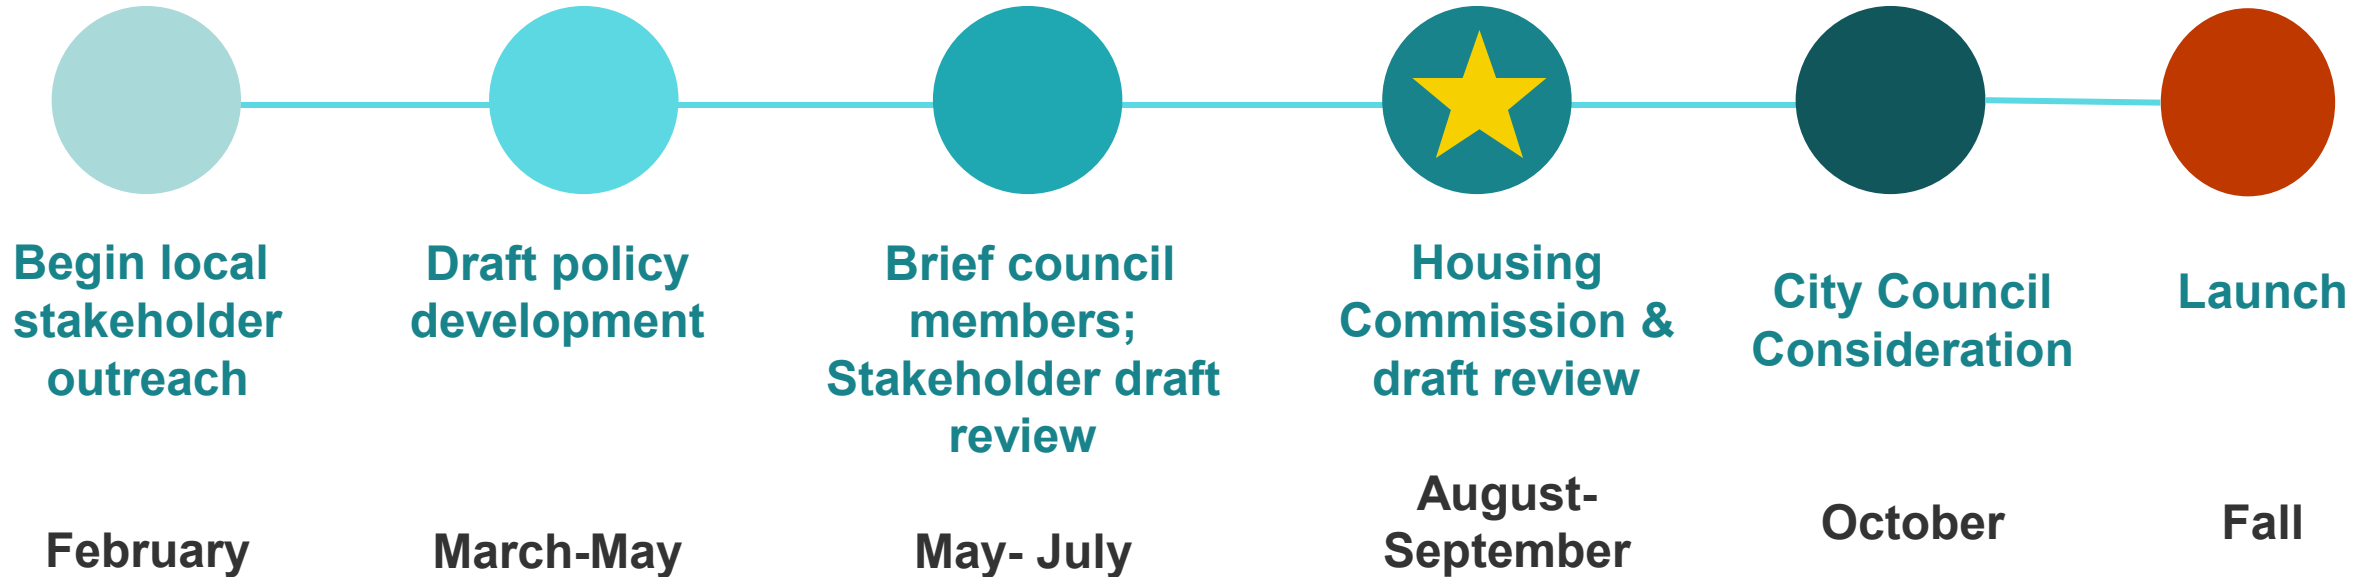 Begin local
stakeholder
outreach
February
Draft policy
development
March-May
Brief council
members;
Stakeholder draft
review
May- July
Housing
Commission &
draft review
August-
September
City Council
Consideration
October
Launch
Fall